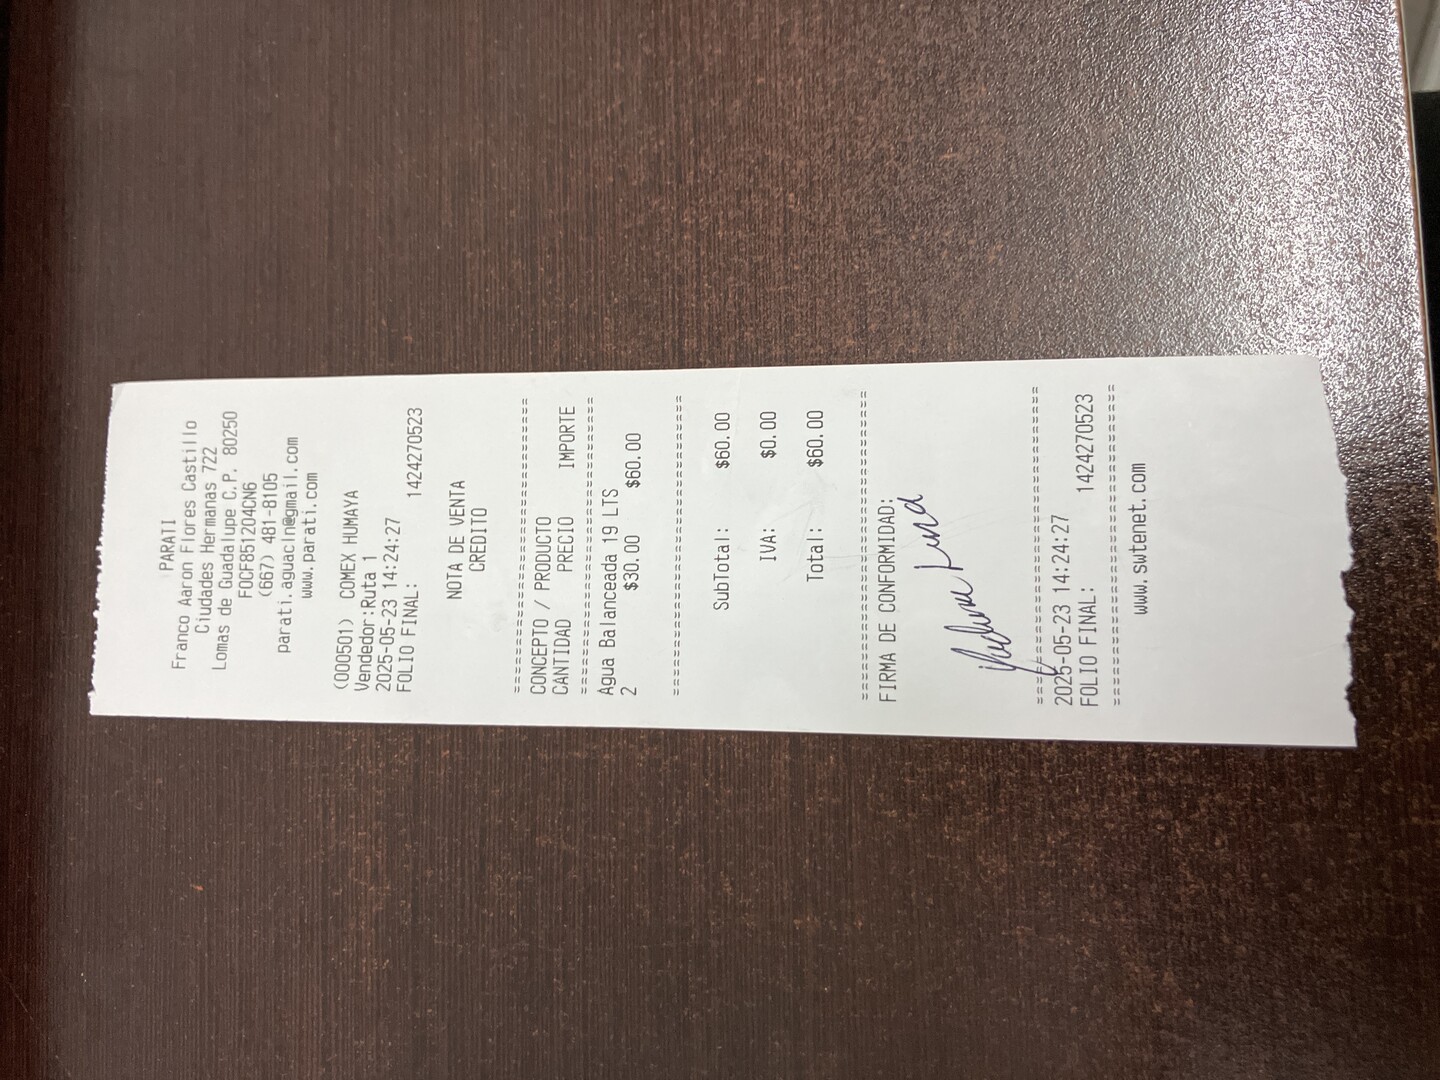 PARATI
Franco Aaron Flores Castillo
Ciudades Hermanas 722
Lomas de Guadalupe C.P. 80250
FOCF851204CN6
(667) 481-8105
parati.aguacln@gmail.com
www.parati.com
(000501) COMEX HUMAYA
Vendedor:Ruta 1
2025-05-23 14:24:27
FOLIO FINAL: 1424270523
NOTA DE VENTA
CREDITO
================================
CONCEPTO / PRODUCTO
CANTIDAD PRECIO IMPORTE
================================
Agua Balanceada 19 LTS
2 $30.00 $60.00
================================
SubTotal: $60.00
IVA: $0.00
Total: $60.00
================================
FIRMA DE CONFORMIDAD:
Luna
================================
2025-05-23 14:24:27
FOLIO FINAL: 1424270523
================================
www.swtenet.com